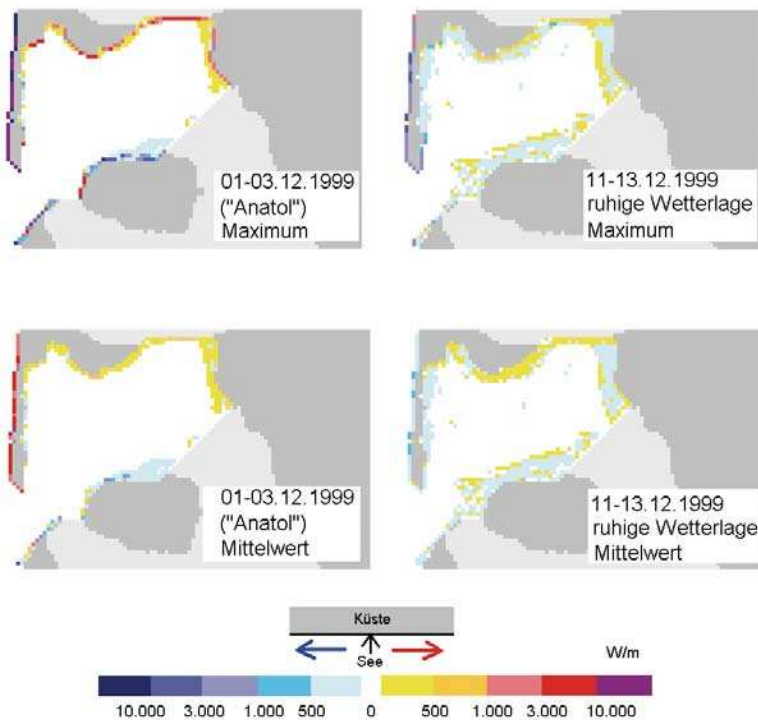 01-03.12.1999
("Anatol")
Maximum
11-13.12.1999
ruhige Wetterlage
Maximum
01-03.12.1999
("Anatol")
Mittelwert
11-13.12.1999
ruhige Wetterlage
Mittelwert
Küste
See
W/m
10.000 3.000 1.000 500 0 500 1.000 3.000 10.000